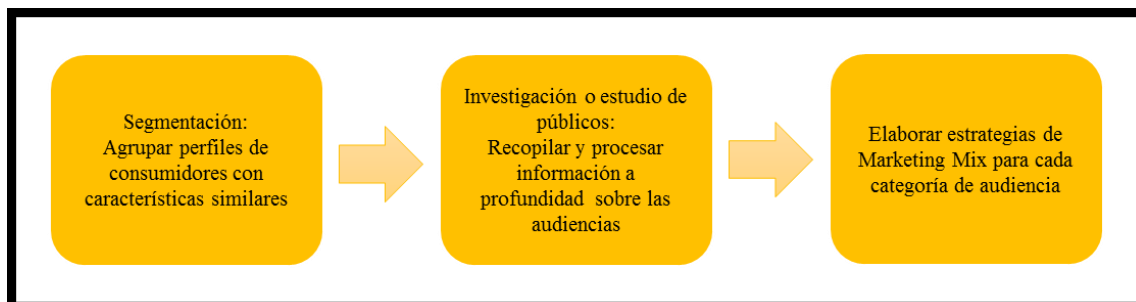 Segmentación:
Agrupar perfiles de
consumidores con
características similares
Investigación o estudio de
públicos:
Recopilar y procesar
información a
profundidad sobre las
audiencias
Elaborar estrategias de
Marketing Mix para cada
categoría de audiencia